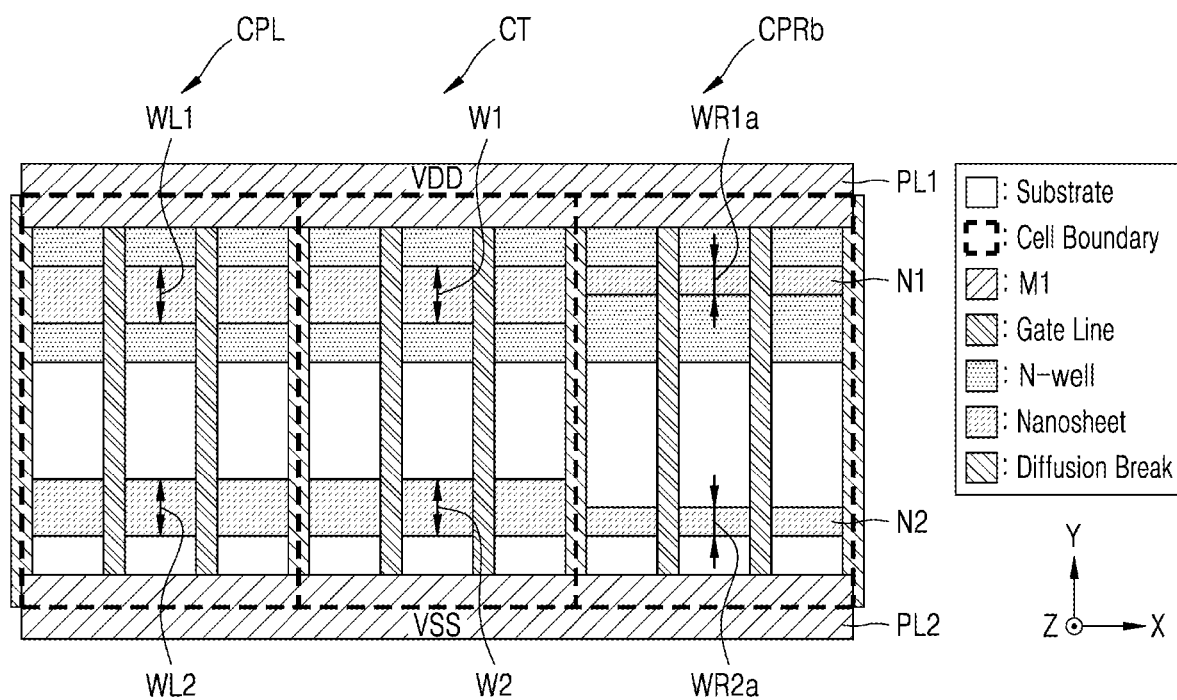 CPL CT CPRb
WL1 W1 WR1a
VDD
PL1
N1
N2
VSS
PL2
WL2 W2 WR2a
: Substrate
: Cell Boundary
: M1
: Gate Line
: N-well
: Nanosheet
: Diffusion Break
Y
Z X